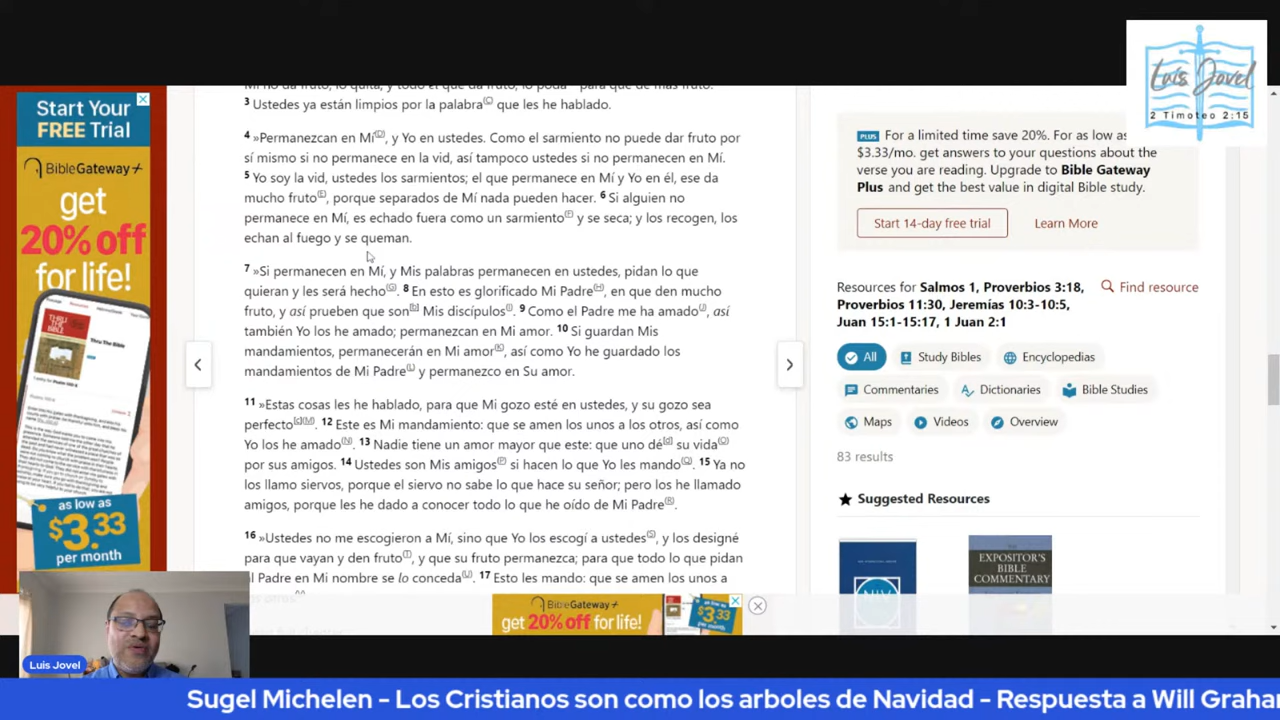 Start Your
FREE Trial
BibleGateway+
get
20% off
for life!
THRU THE BIBLE
Thru The Bible
as low as
$3.33
per month
3 Ustedes ya están limpios por la palabra[C] que les he hablado.
4 »Permanezcan en Mí[D], y Yo en ustedes. Como el sarmiento no puede dar fruto por
sí mismo si no permanece en la vid, así tampoco ustedes si no permanecen en Mí.
5 Yo soy la vid, ustedes los sarmientos; el que permanece en Mí y Yo en él, ese da
mucho fruto[E], porque separados de Mí nada pueden hacer. 6 Si alguien no
permanece en Mí, es echado fuera como un sarmiento[F] y se seca; y los recogen, los
echan al fuego y se queman.
7 »Si permanecen en Mí, y Mis palabras permanecen en ustedes, pidan lo que
quieran y les será hecho[G]. 8 En esto es glorificado Mi Padre[H], en que den mucho
fruto, y así prueben que son[b] Mis discípulos[I]. 9 Como el Padre me ha amado[J], así
también Yo los he amado; permanezcan en Mi amor. 10 Si guardan Mis
mandamientos, permanecerán en Mi amor[K], así como Yo he guardado los
mandamientos de Mi Padre[L] y permanezco en Su amor.
11 »Estas cosas les he hablado, para que Mi gozo esté en ustedes, y su gozo sea
perfecto[c][M]. 12 Este es Mi mandamiento: que se amen los unos a los otros, así como
Yo los he amado[N]. 13 Nadie tiene un amor mayor que este: que uno dé[d] su vida[O]
por sus amigos. 14 Ustedes son Mis amigos[P] si hacen lo que Yo les mando[Q]. 15 Ya no
los llamo siervos, porque el siervo no sabe lo que hace su señor; pero los he llamado
amigos, porque les he dado a conocer todo lo que he oído de Mi Padre[R].
16 »Ustedes no me escogieron a Mí, sino que Yo los escogí a ustedes[S], y los designé
para que vayan y den fruto[T], y que su fruto permanezca; para que todo lo que pidan
al Padre en Mi nombre se lo conceda[U]. 17 Esto les mando: que se amen los unos a
BibleGateway+
get 20% off for life!
$3.33
Luis Jovel
2 Timoteo 2:15
PLUS For a limited time save 20%. For as low as
$3.33/mo. get answers to your questions about the
verse you are reading. Upgrade to Bible Gateway
Plus and get the best value in digital Bible study.
Start 14-day free trial
Learn More
Resources for Salmos 1, Proverbios 3:18,
Proverbios 11:30, Jeremías 10:3-10:5,
Juan 15:1-15:17, 1 Juan 2:1
Find resource
All
Study Bibles
Encyclopedias
Commentaries
Dictionaries
Bible Studies
Maps
Videos
Overview
83 results
Suggested Resources
NIV
THE
EXPOSITOR'S
BIBLE
COMMENTARY
Luis Jovel
Sugel Michelen - Los Cristianos son como los arboles de Navidad - Respuesta a Will Graha